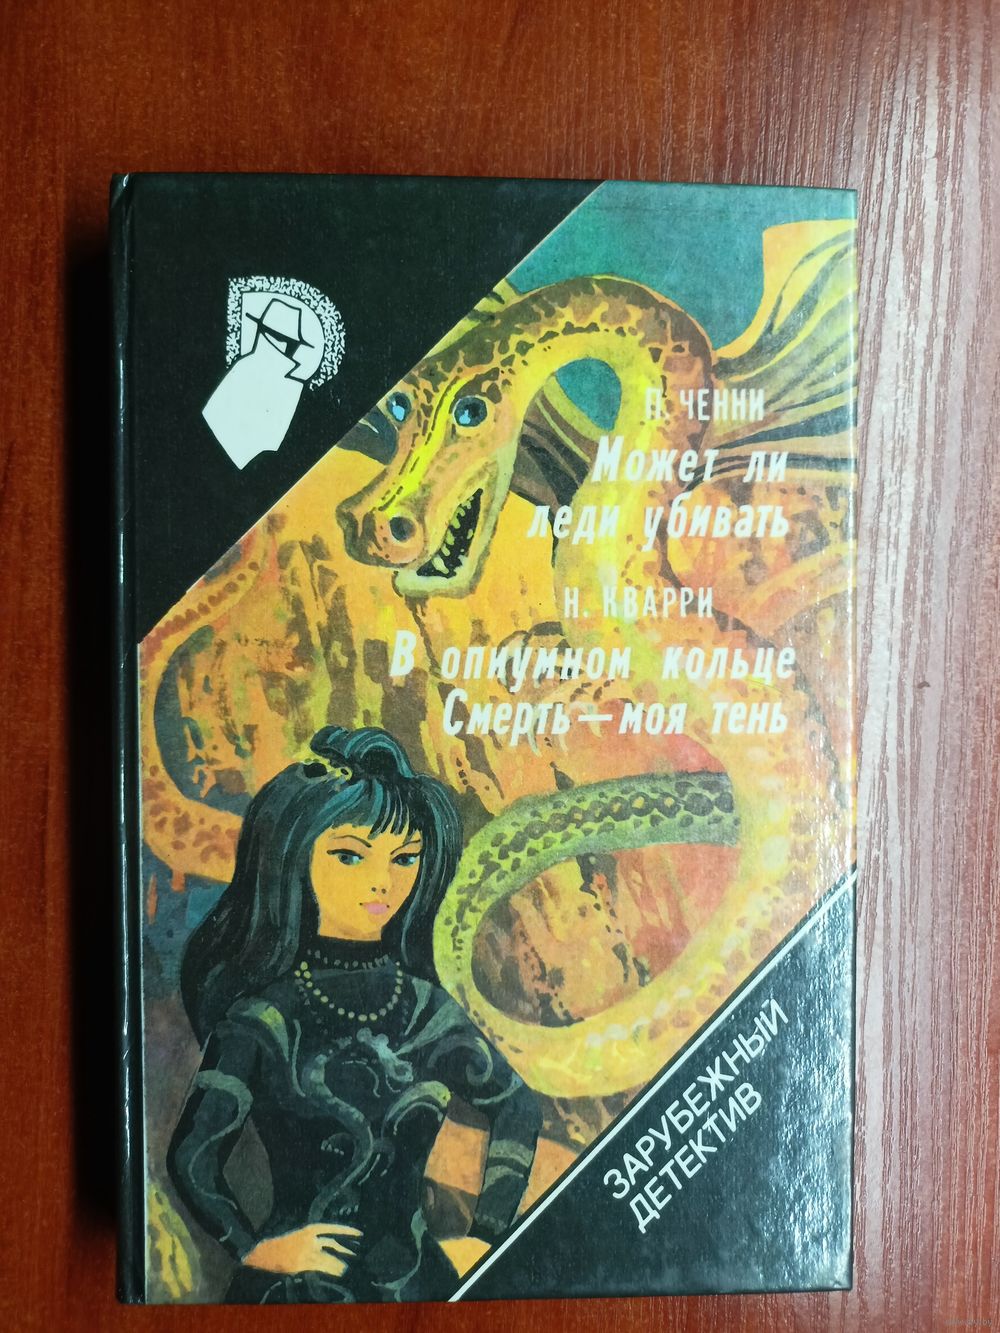 П. ЧЕННИ
Может ли
леди убивать
Н. КВАРРИ
В опиумном кольце
Смерть — моя тень
ЗАРУБЕЖНЫЙ
ДЕТЕКТИВ